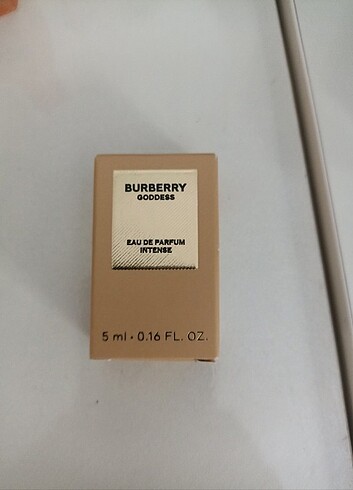 BURBERRY
GODDESS
EAU DE PARFUM
INTENSE
5 ml • 0.16 FL. OZ.